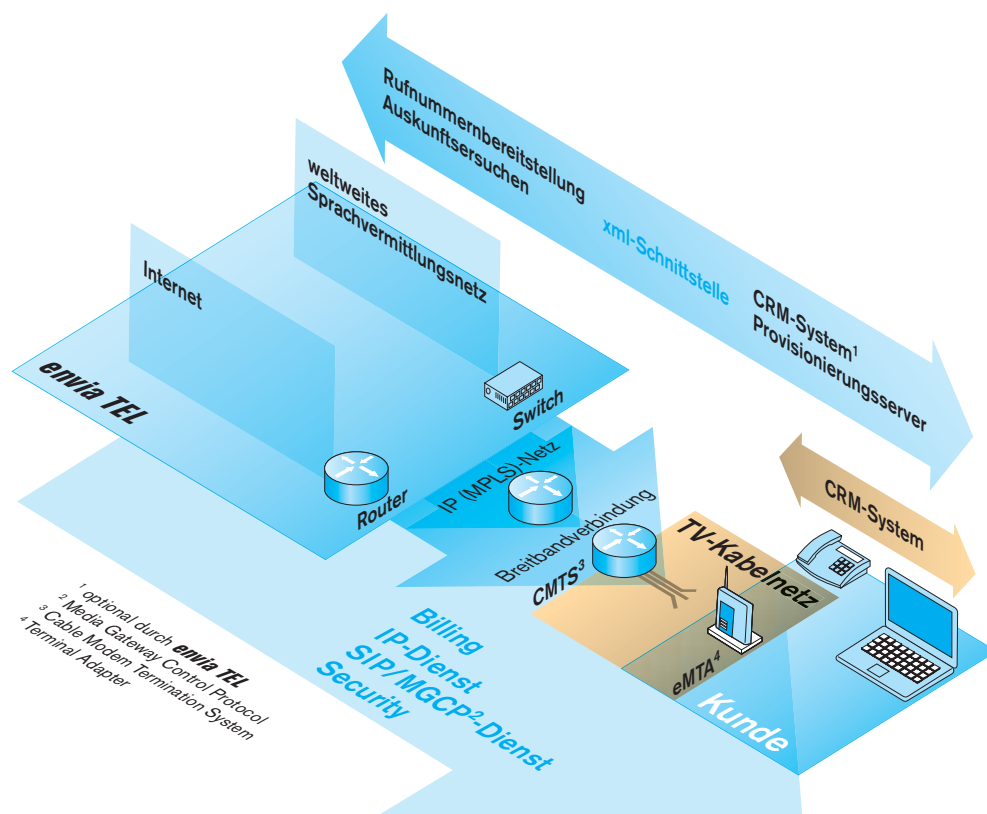 Rufnummernbereitstellung
Auskunftsersuchen
xml-Schnittstelle
CRM-System¹
Provisionierungsserver
weltweites
Sprachvermittlungsnetz
Internet
envia TEL
Switch
Router
IP (MPLS)-Netz
Breitbandverbindung
CMTS³
TV-Kabelnetz
CRM-System
eMTA⁴
Kunde
Billing
IP-Dienst
SIP/MGCP²-Dienst
Security
¹ optional durch envia TEL
² Media Gateway Control Protocol
³ Cable Modem Termination System
⁴ Terminal Adapter